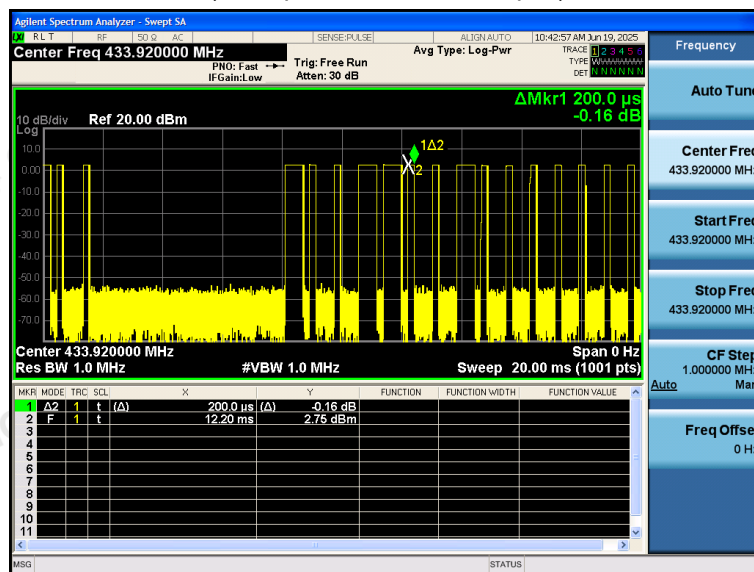 Agilent Spectrum Analyzer - Swept SA
RL T RF 50 Ω AC SENSE:PULSE ALIGN AUTO 10:42:57 AM Jun 19, 2025
Center Freq 433.920000 MHz
Avg Type: Log-Pwr
TRACE 1 2 3 4 5 6
PNO: Fast Trig: Free Run
TYPE
IFGain:Low Atten: 30 dB
DET N N N N N N
ΔMkr1 200.0 µs
-0.16 dB
10 dB/div Ref 20.00 dBm
Log
10.0
0.00
-10.0
-20.0
-30.0
-40.0
-50.0
-60.0
-70.0
1Δ2
2
Center 433.920000 MHz Span 0 Hz
Res BW 1.0 MHz #VBW 1.0 MHz Sweep 20.00 ms (1001 pts)
MKR MODE TRC SCL X Y FUNCTION FUNCTION WIDTH FUNCTION VALUE
1 Δ2 1 t (Δ) 200.0 µs (Δ) -0.16 dB
2 F 1 t 12.20 ms 2.75 dBm
3
4
5
6
7
8
9
10
11
MSG STATUS
Frequency
Auto Tune
Center Freq
433.920000 MHz
Start Freq
433.920000 MHz
Stop Freq
433.920000 MHz
CF Step
1.000000 MHz
Auto Man
Freq Offset
0 Hz